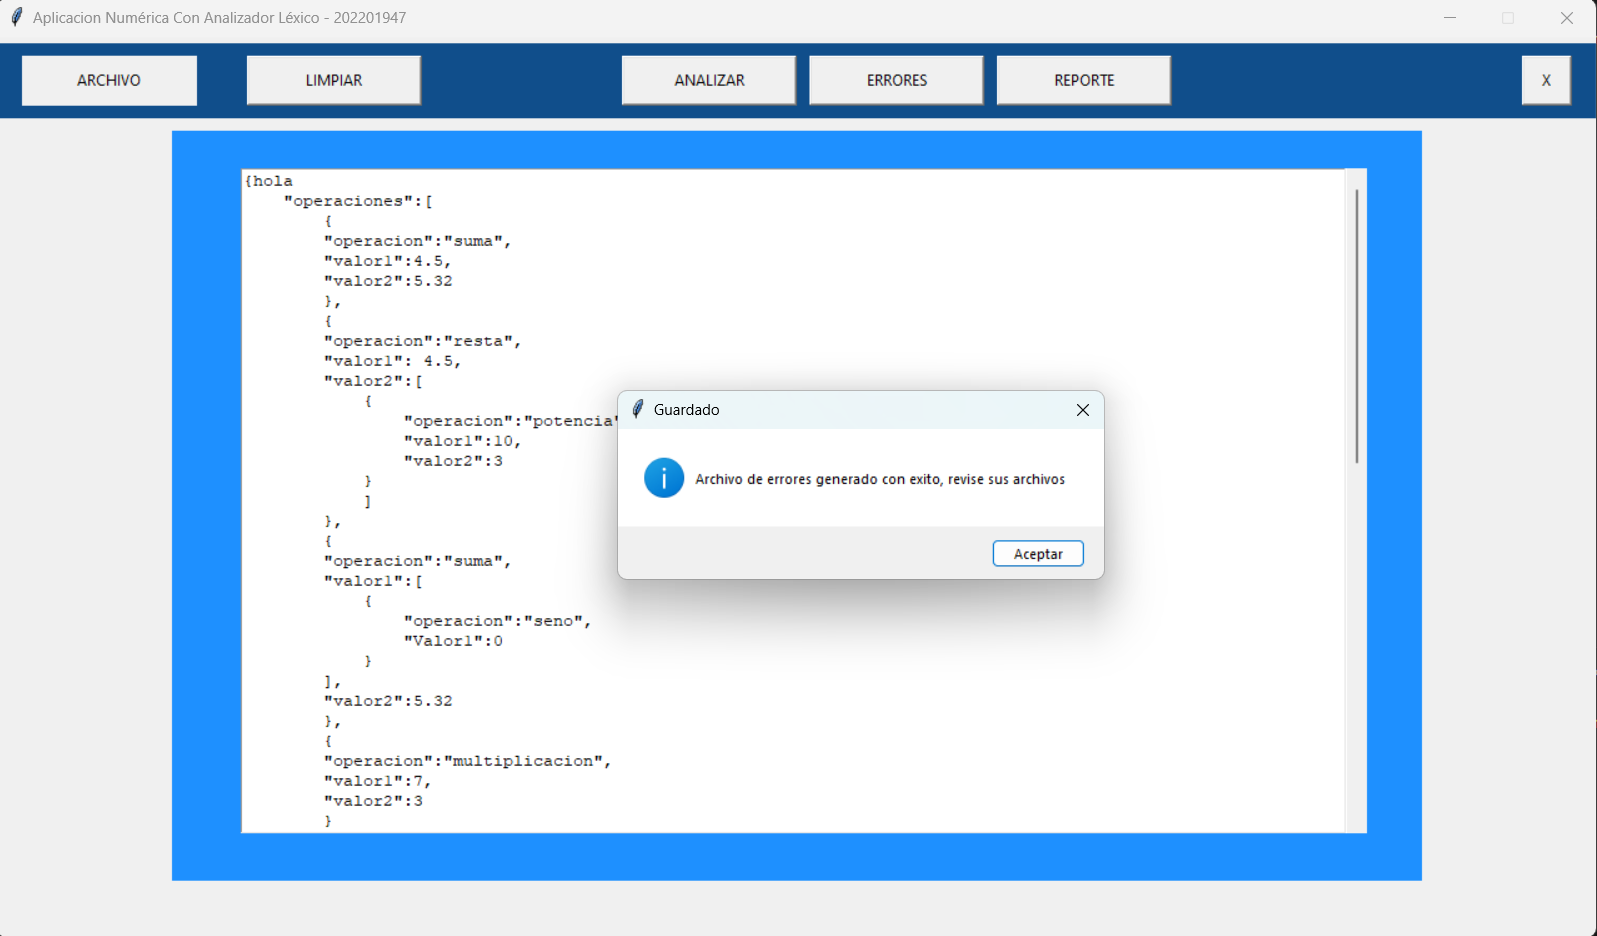 Aplicacion Numérica Con Analizador Léxico - 202201947
ARCHIVO LIMPIAR ANALIZAR ERRORES REPORTE X
{hola
"operaciones":[
{
"operacion":"suma",
"valor1":4.5,
"valor2":5.32
},
{
"operacion":"resta",
"valor1": 4.5,
"valor2":[
{
"operacion":"potencia"
"valor1":10,
"valor2":3
}
]
},
{
"operacion":"suma",
"valor1":[
{
"operacion":"seno",
"Valor1":0
}
],
"valor2":5.32
},
{
"operacion":"multiplicacion",
"valor1":7,
"valor2":3
}
Guardado
Archivo de errores generado con exito, revise sus archivos
Aceptar